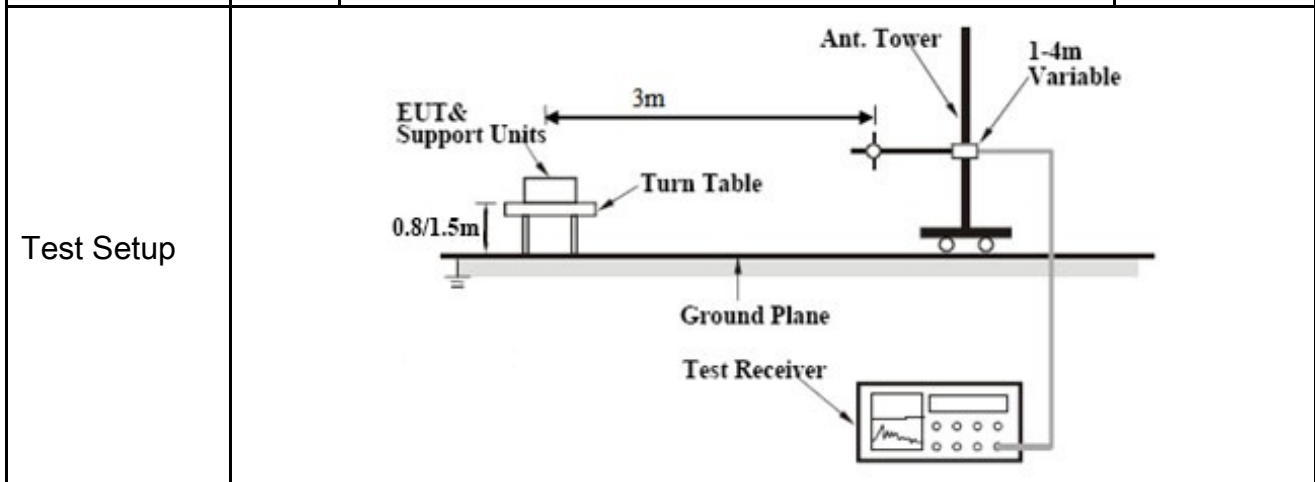 Test Setup
Ant. Tower
1-4m
Variable
3m
EUT&
Support Units
Turn Table
0.8/1.5m
Ground Plane
Test Receiver